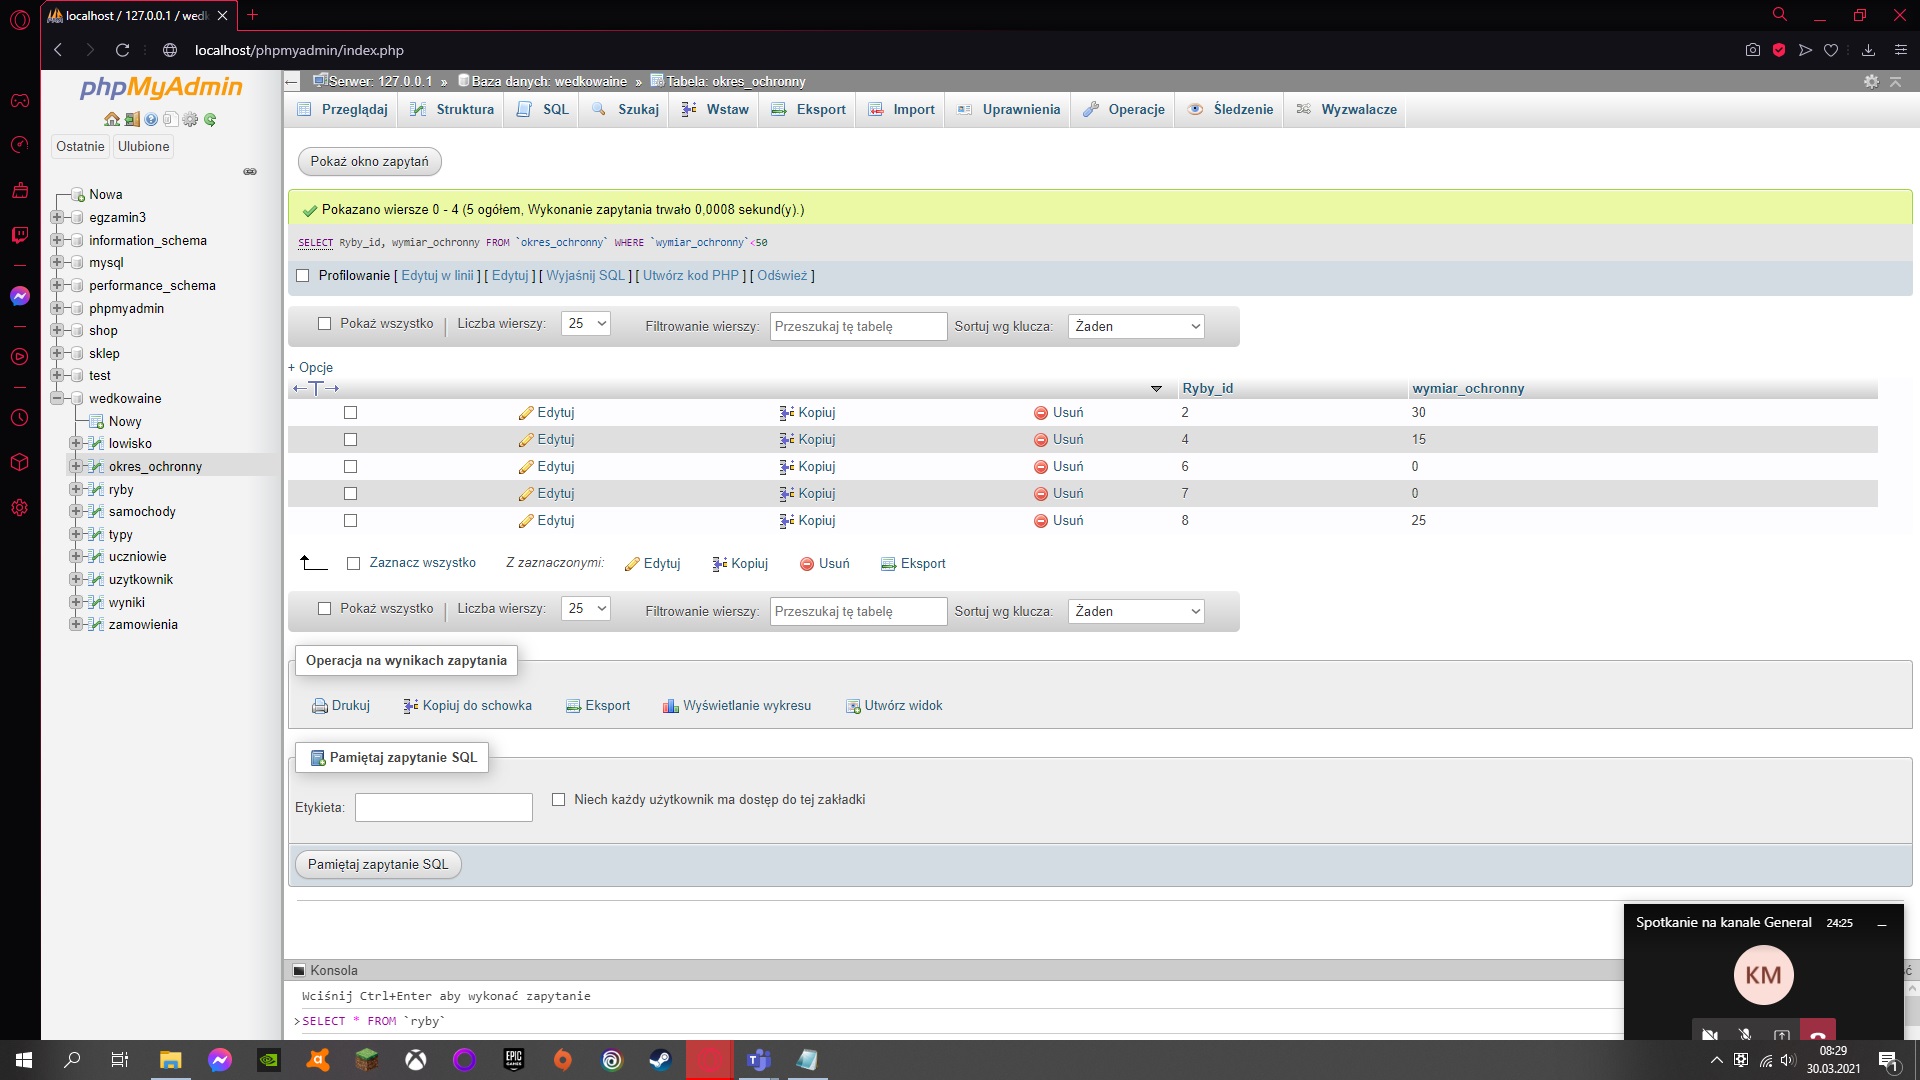 localhost / 127.0.0.1 / wedk
localhost/phpmyadmin/index.php
phpMyAdmin
Ostatnie Ulubione
Nowa
egzamin3
information_schema
mysql
performance_schema
phpmyadmin
shop
sklep
test
wedkowaine
Nowy
lowisko
okres_ochronny
ryby
samochody
typy
uczniowie
uzytkownik
wyniki
zamowienia
Serwer: 127.0.0.1 » Baza danych: wedkowaine » Tabela: okres_ochronny
Przeglądaj Struktura SQL Szukaj Wstaw Eksport Import Uprawnienia Operacje Śledzenie Wyzwalacze
Pokaż okno zapytań
Pokazano wiersze 0 - 4 (5 ogółem, Wykonanie zapytania trwało 0,0008 sekund(y).)
SELECT Ryby_id, wymiar_ochronny FROM `okres_ochronny` WHERE `wymiar_ochronny`<50
Profilowanie [ Edytuj w linii ] [ Edytuj ] [ Wyjaśnij SQL ] [ Utwórz kod PHP ] [ Odśwież ]
Pokaż wszystko | Liczba wierszy: 25 Filtrowanie wierszy: Przeszukaj tę tabelę Sortuj wg klucza: Żaden
+ Opcje
←T→ Ryby_id wymiar_ochronny
Edytuj Kopiuj Usuń 2 30
Edytuj Kopiuj Usuń 4 15
Edytuj Kopiuj Usuń 6 0
Edytuj Kopiuj Usuń 7 0
Edytuj Kopiuj Usuń 8 25
Zaznacz wszystko Z zaznaczonymi: Edytuj Kopiuj Usuń Eksport
Pokaż wszystko | Liczba wierszy: 25 Filtrowanie wierszy: Przeszukaj tę tabelę Sortuj wg klucza: Żaden
Operacja na wynikach zapytania
Drukuj Kopiuj do schowka Eksport Wyświetlanie wykresu Utwórz widok
Pamiętaj zapytanie SQL
Etykieta: Niech każdy użytkownik ma dostęp do tej zakładki
Pamiętaj zapytanie SQL
Konsola
Wciśnij Ctrl+Enter aby wykonać zapytanie
>SELECT * FROM `ryby`
Spotkanie na kanale General 24:25
KM
EPIC GAMES
08:29
30.03.2021
1